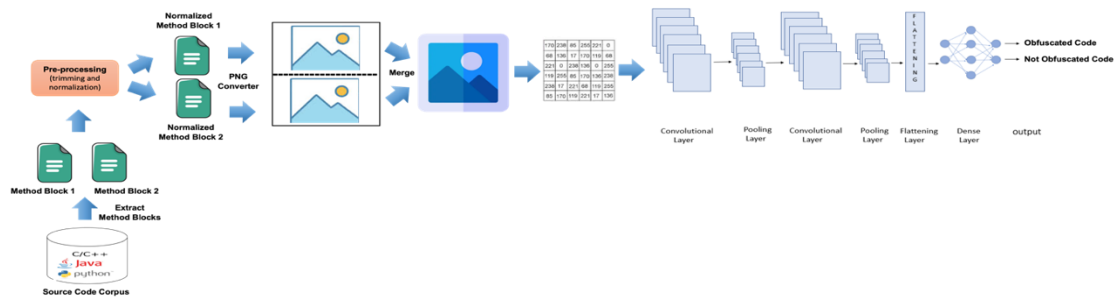 Normalized
Method Block 1
Pre-processing
(trimming and
normalization)
PNG
Converter
Normalized
Method Block 2
Method Block 1
Method Block 2
Extract
Method Blocks
C/C++
Java
python
Source Code Corpus
Merge
170 238 85 255 221 0
68 136 17 170 119 68
221 0 238 136 0 255
119 255 85 170 136 238
238 17 221 68 119 255
85 170 119 221 17 136
FLATTENING
Obfuscated Code
Not Obfuscated Code
Convolutional
Layer
Pooling
Layer
Convolutional
Layer
Pooling
Layer
Flattening
Layer
Dense
Layer
output